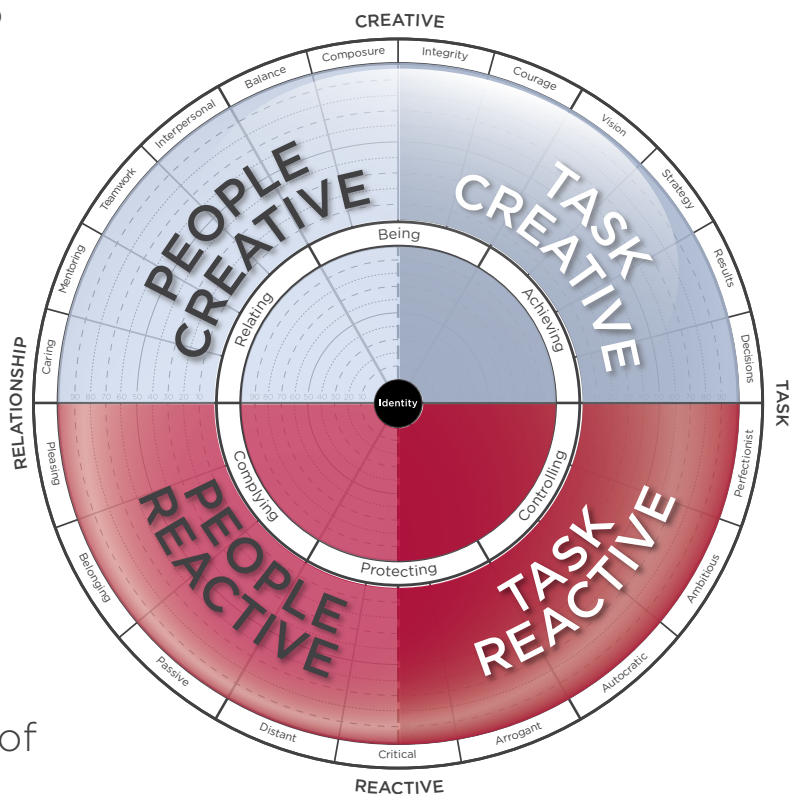 CREATIVE
Composure
Integrity
Balance
Courage
Interpersonal
Vision
Teamwork
Strategy
Mentoring
Results
Caring
Decisions
PEOPLE
CREATIVE
TASK
CREATIVE
Being
Relating
Achieving
RELATIONSHIP
Identity
TASK
Complying
Controlling
Protecting
PEOPLE
REACTIVE
TASK
REACTIVE
Pleasing
Perfectionist
Belonging
Ambitious
Passive
Autocratic
Distant
Arrogant
Critical
of
REACTIVE